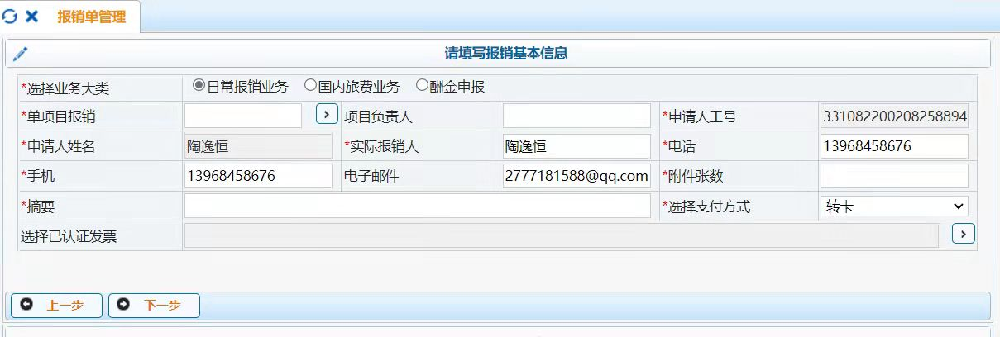 报销单管理
请填写报销基本信息
*选择业务大类 日常报销业务 国内旅费业务 酬金申报
*单项目报销 项目负责人 *申请人工号 331082200208258894
*申请人姓名 陶逸恒 *实际报销人 陶逸恒 *电话 13968458676
*手机 13968458676 电子邮件 2777181588@qq.com *附件张数
*摘要 *选择支付方式 转卡
选择已认证发票
上一步 下一步